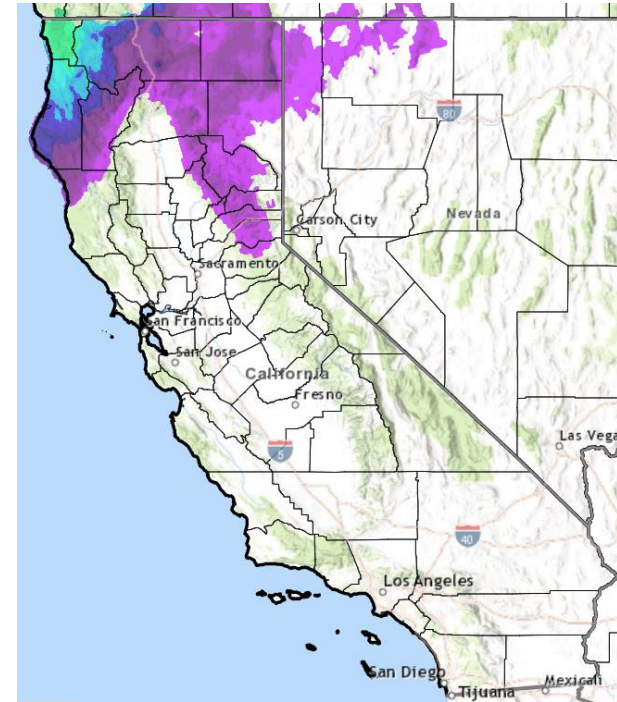 80
Nevada
Carson City
Sacramento
San Francisco
San Jose
California
Fresno
5
Las Vega
40
Los Angeles
San Diego
Tijuana
Mexicali